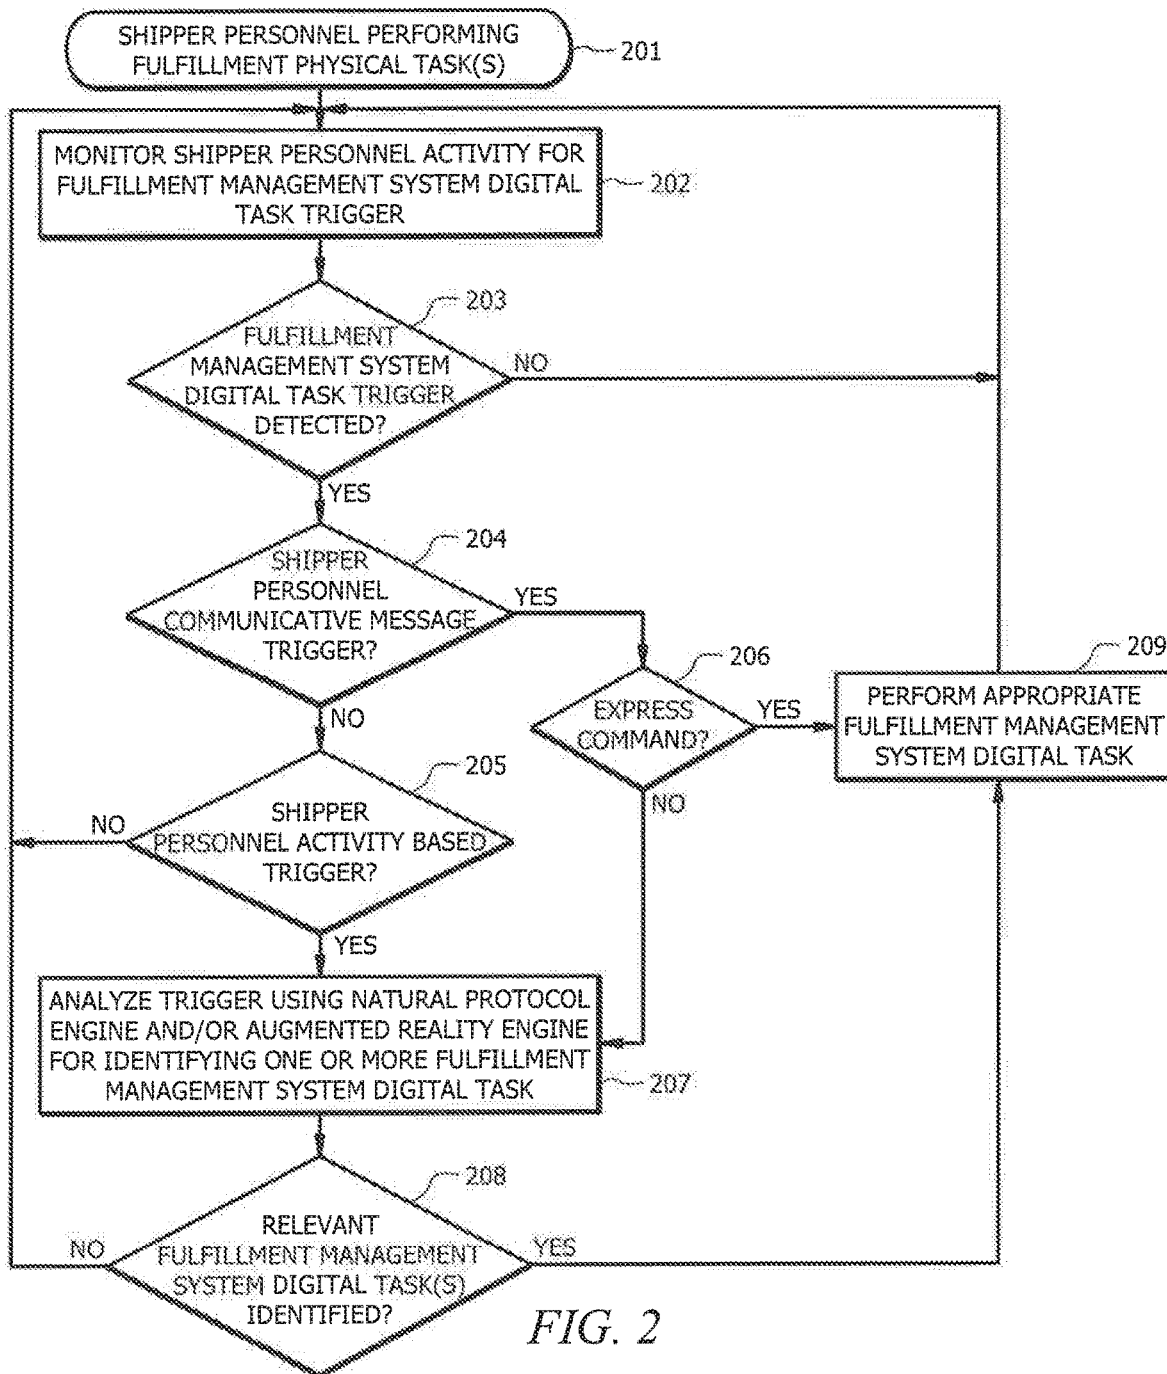 SHIPPER PERSONNEL PERFORMING
FULFILLMENT PHYSICAL TASK(S)
201
MONITOR SHIPPER PERSONNEL ACTIVITY FOR
FULFILLMENT MANAGEMENT SYSTEM DIGITAL
TASK TRIGGER
202
203
FULFILLMENT
MANAGEMENT SYSTEM
DIGITAL TASK TRIGGER
DETECTED?
NO
YES
204
SHIPPER
PERSONNEL
COMMUNICATIVE MESSAGE
TRIGGER?
YES
NO
206
EXPRESS
COMMAND?
YES
NO
209
PERFORM APPROPRIATE
FULFILLMENT MANAGEMENT
SYSTEM DIGITAL TASK
205
SHIPPER
PERSONNEL ACTIVITY BASED
TRIGGER?
NO
YES
ANALYZE TRIGGER USING NATURAL PROTOCOL
ENGINE AND/OR AUGMENTED REALITY ENGINE
FOR IDENTIFYING ONE OR MORE FULFILLMENT
MANAGEMENT SYSTEM DIGITAL TASK
207
208
RELEVANT
FULFILLMENT MANAGEMENT
SYSTEM DIGITAL TASK(S)
IDENTIFIED?
NO
YES
FIG. 2